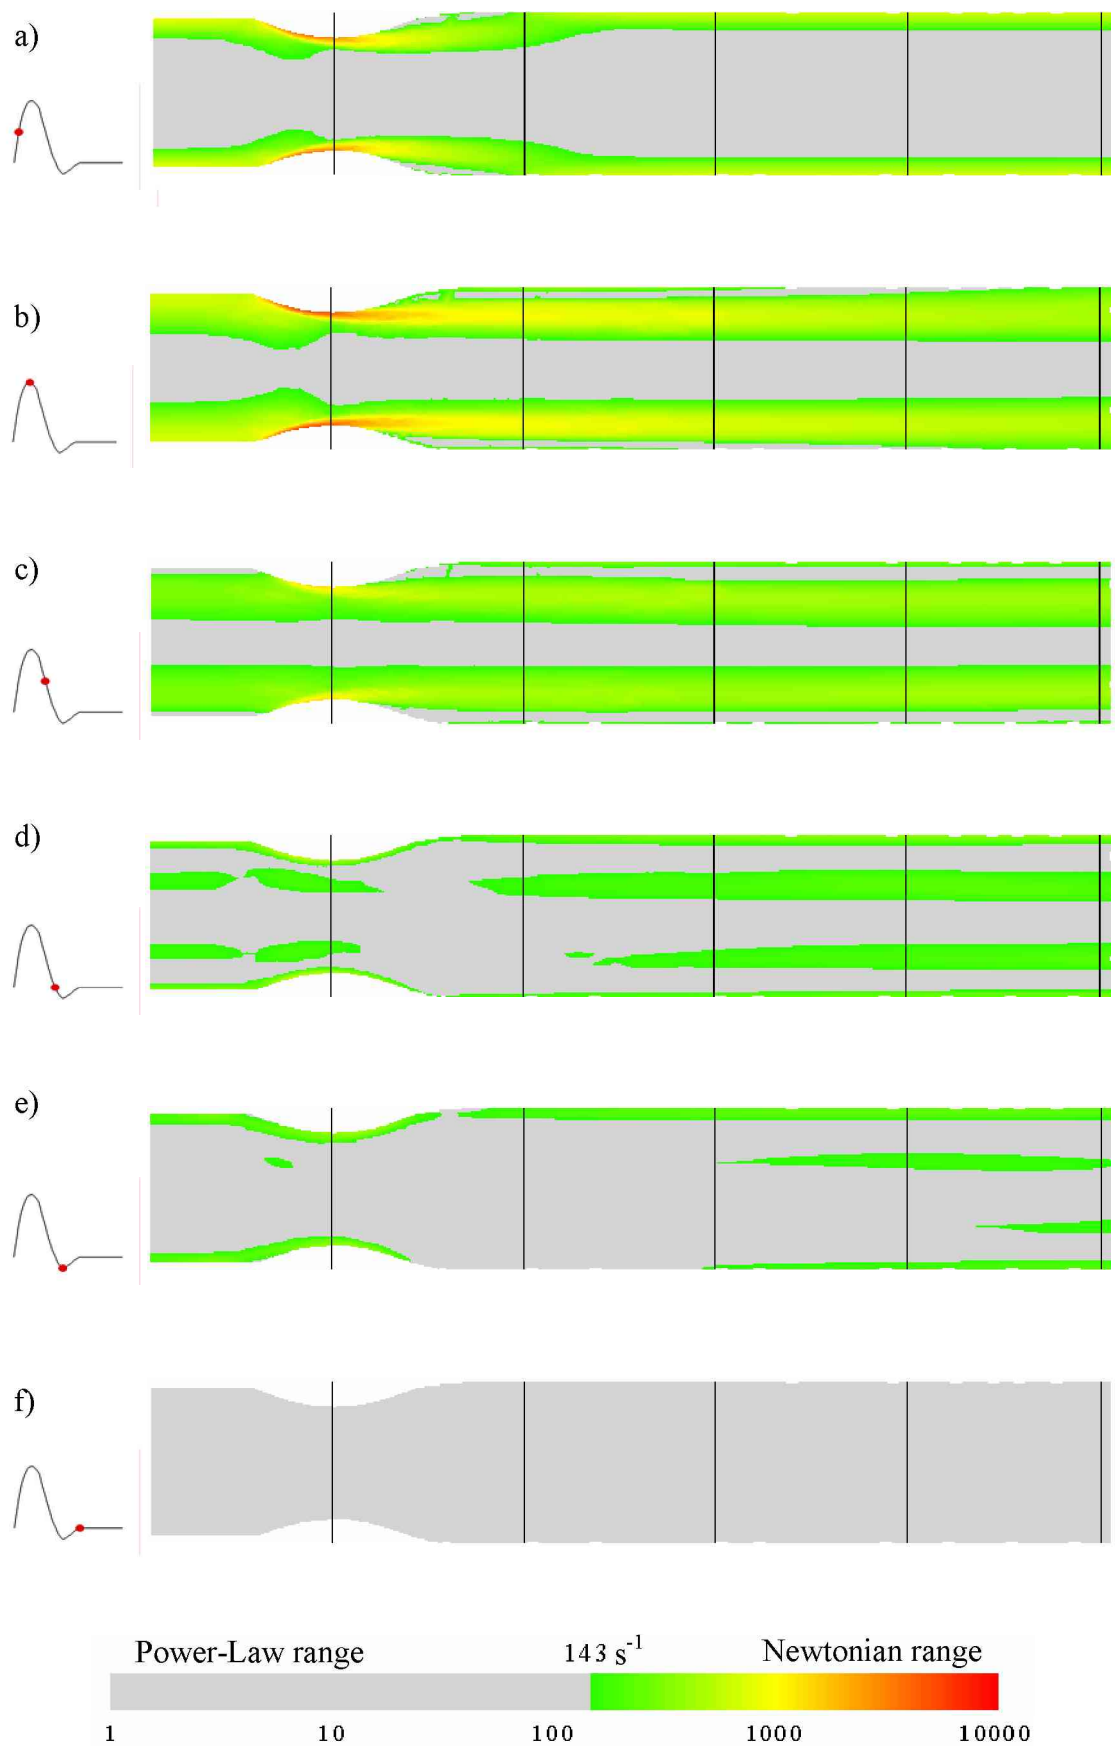 a)
b)
c)
d)
e)
f)
Power-Law range 143 s⁻¹ Newtonian range
1 10 100 1000 10000